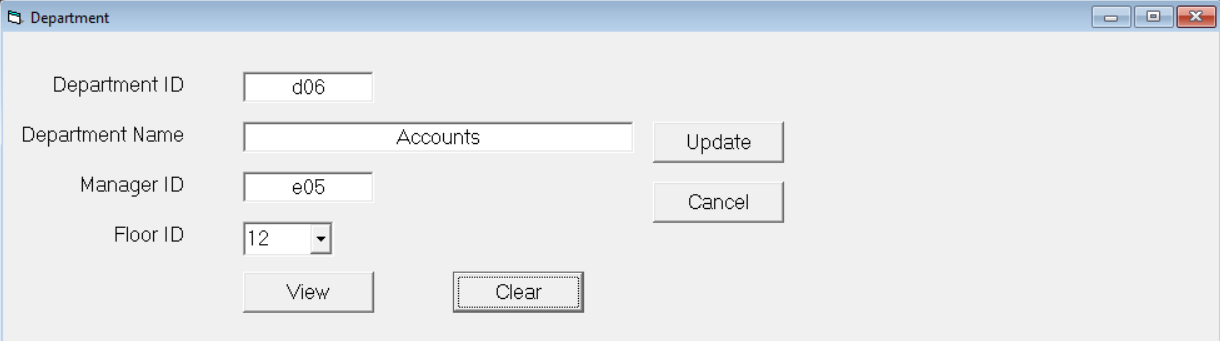 Department
Department ID d06
Department Name Accounts Update
Manager ID e05
Cancel
Floor ID 12
View Clear